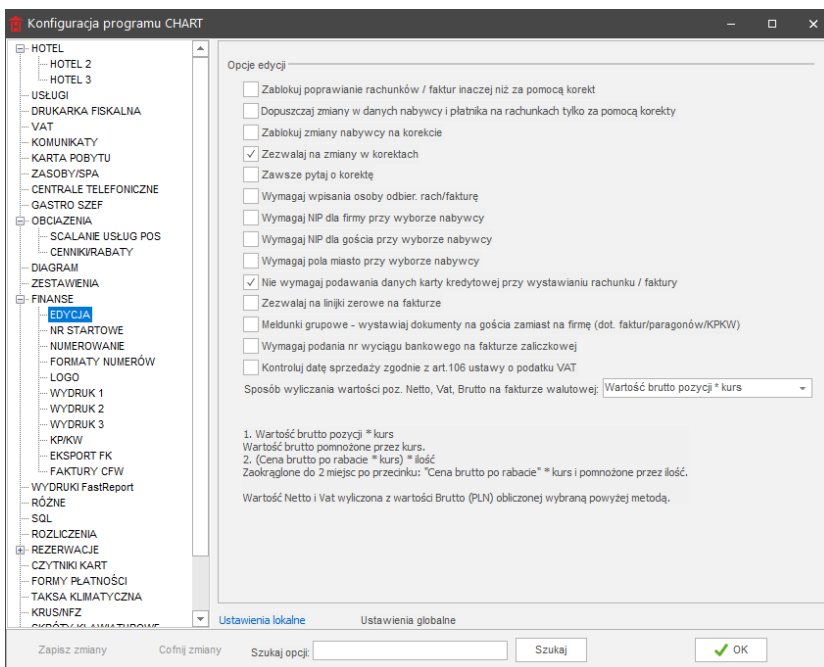 Konfiguracja programu CHART
HOTEL
HOTEL 2
HOTEL 3
USŁUGI
DRUKARKA FISKALNA
VAT
KOMUNIKATY
KARTA POBYTU
ZASOBY/SPA
CENTRALE TELEFONICZNE
GASTRO SZEF
OBCIAZENIA
SCALANIE USŁUG POS
CENNIKI/RABATY
DIAGRAM
ZESTAWIENIA
FINANSE
EDYCJA
NR STARTOWE
NUMEROWANIE
FORMATY NUMERÓW
LOGO
WYDRUK 1
WYDRUK 2
WYDRUK 3
KP/KW
EKSPORT FK
FAKTURY CFW
WYDRUKI FastReport
RÓŻNE
SQL
ROZLICZENIA
REZERWACJE
CZYTNIKI KART
FORMY PŁATNOŚCI
TAKSA KLIMATYCZNA
KRUS/NFZ
SKRÓTY KLAWIATUROWE
Opcje edycji
Zablokuj poprawianie rachunków / faktur inaczej niż za pomocą korekt
Dopuszczaj zmiany w danych nabywcy i płatnika na rachunkach tylko za pomocą korekty
Zablokuj zmiany nabywcy na korekcie
Zezwalaj na zmiany w korektach
Zawsze pytaj o korektę
Wymagaj wpisania osoby odbier. rach/fakturę
Wymagaj NIP dla firmy przy wyborze nabywcy
Wymagaj NIP dla gościa przy wyborze nabywcy
Wymagaj pola miasto przy wyborze nabywcy
Nie wymagaj podawania danych karty kredytowej przy wystawianiu rachunku / faktury
Zezwalaj na linijki zerowe na fakturze
Meldunki grupowe - wystawiaj dokumenty na gościa zamiast na firmę (dot. faktur/paragonów/KPKW)
Wymagaj podania nr wyciągu bankowego na fakturze zaliczkowej
Kontroluj datę sprzedaży zgodnie z art.106 ustawy o podatku VAT
Sposób wyliczania wartości poz. Netto, Vat, Brutto na fakturze walutowej: Wartość brutto pozycji * kurs
1. Wartość brutto pozycji * kurs
Wartość brutto pomnożone przez kurs.
2. (Cena brutto po rabacie * kurs) * ilość
Zaokrąglone do 2 miejsc po przecinku: "Cena brutto po rabacie" * kurs i pomnożone przez ilość.
Wartość Netto i Vat wyliczona z wartości Brutto (PLN) obliczonej wybraną powyżej metodą.
Ustawienia lokalne Ustawienia globalne
Zapisz zmiany Cofnij zmiany Szukaj opcji: Szukaj OK